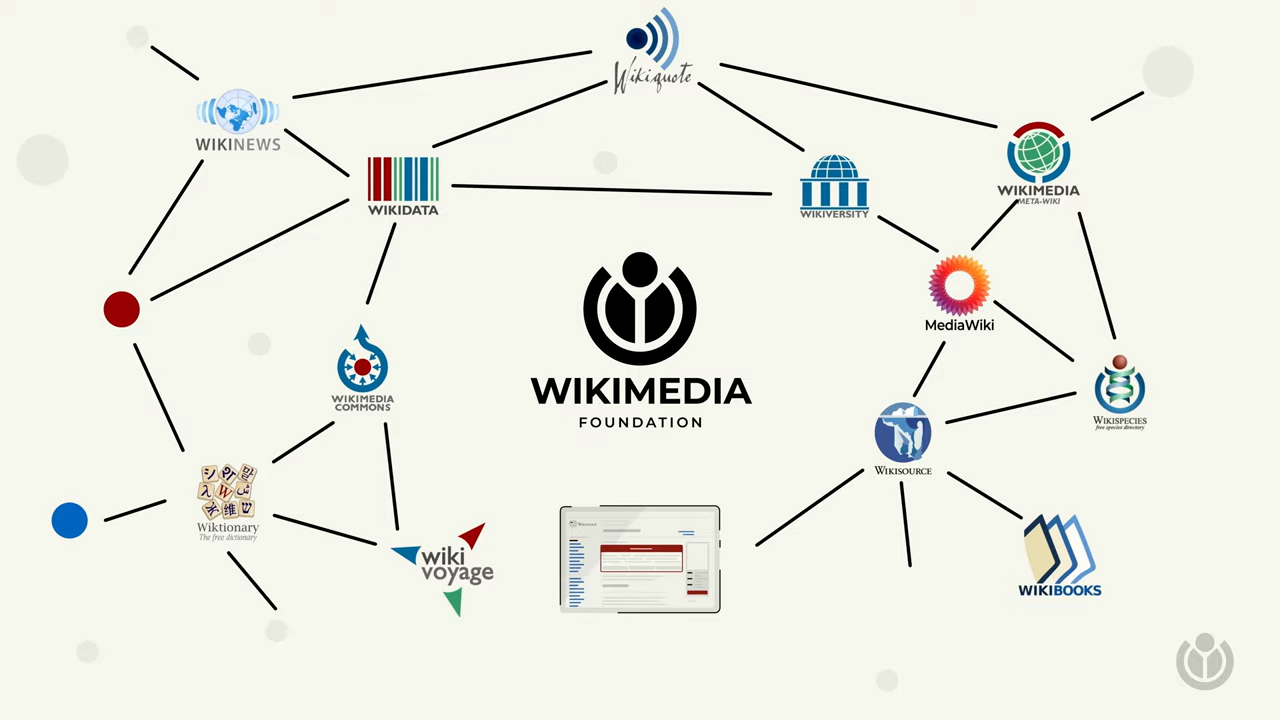 Wikiquote
WIKINEWS
WIKIDATA
WIKIVERSITY
WIKIMEDIA
META-WIKI
MediaWiki
WIKIMEDIA
COMMONS
WIKIMEDIA
FOUNDATION
WIKISPECIES
free species directory
WIKISOURCE
Wiktionary
The free dictionary
wiki
voyage
WIKIBOOKS